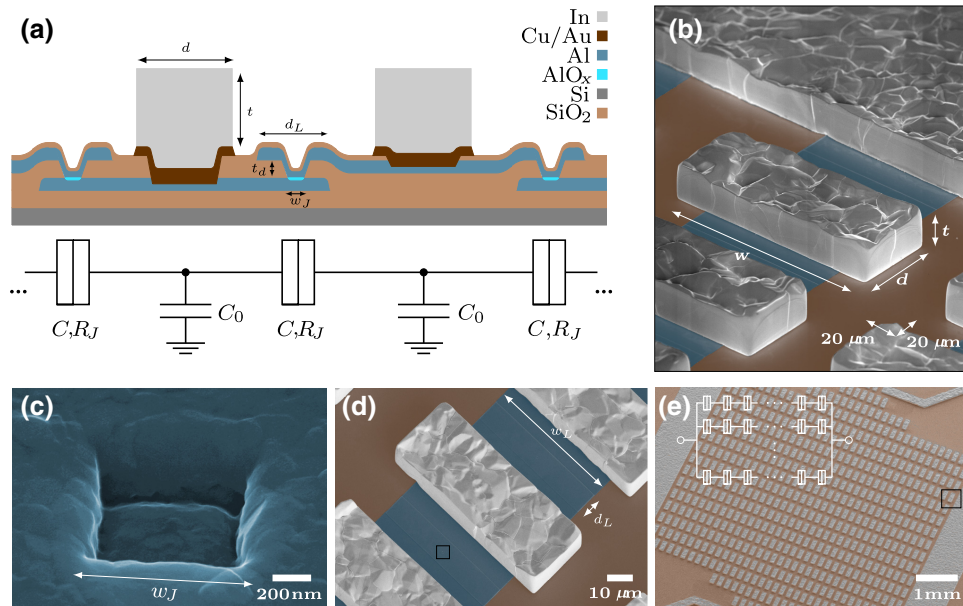 (a)
In
Cu/Au
Al
AlOx
Si
SiO2
d
t
dL
td
wJ
...
C,RJ
C0
C,RJ
C0
C,RJ
...
(b)
w
t
d
20 μm
20 μm
(c)
wJ
200nm
(d)
wL
dL
10 μm
(e)
...
...
...
...
1mm